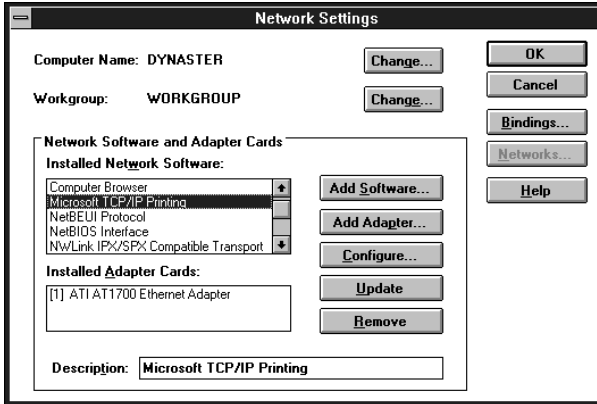 Network Settings
Computer Name: DYNASTER
Change...
OK
Cancel
Workgroup: WORKGROUP
Change...
Bindings...
Networks...
Help
Network Software and Adapter Cards
Installed Network Software:
Computer Browser
Microsoft TCP/IP Printing
NetBEUI Protocol
NetBIOS Interface
NWLink IPX/SPX Compatible Transport
Add Software...
Add Adapter...
Configure...
Update
Remove
Installed Adapter Cards:
[1] ATI AT1700 Ethernet Adapter
Description: Microsoft TCP/IP Printing